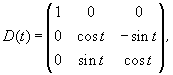 D(t) = ( 1 0 0
0 cos t − sin t
0 sin t cos t ),